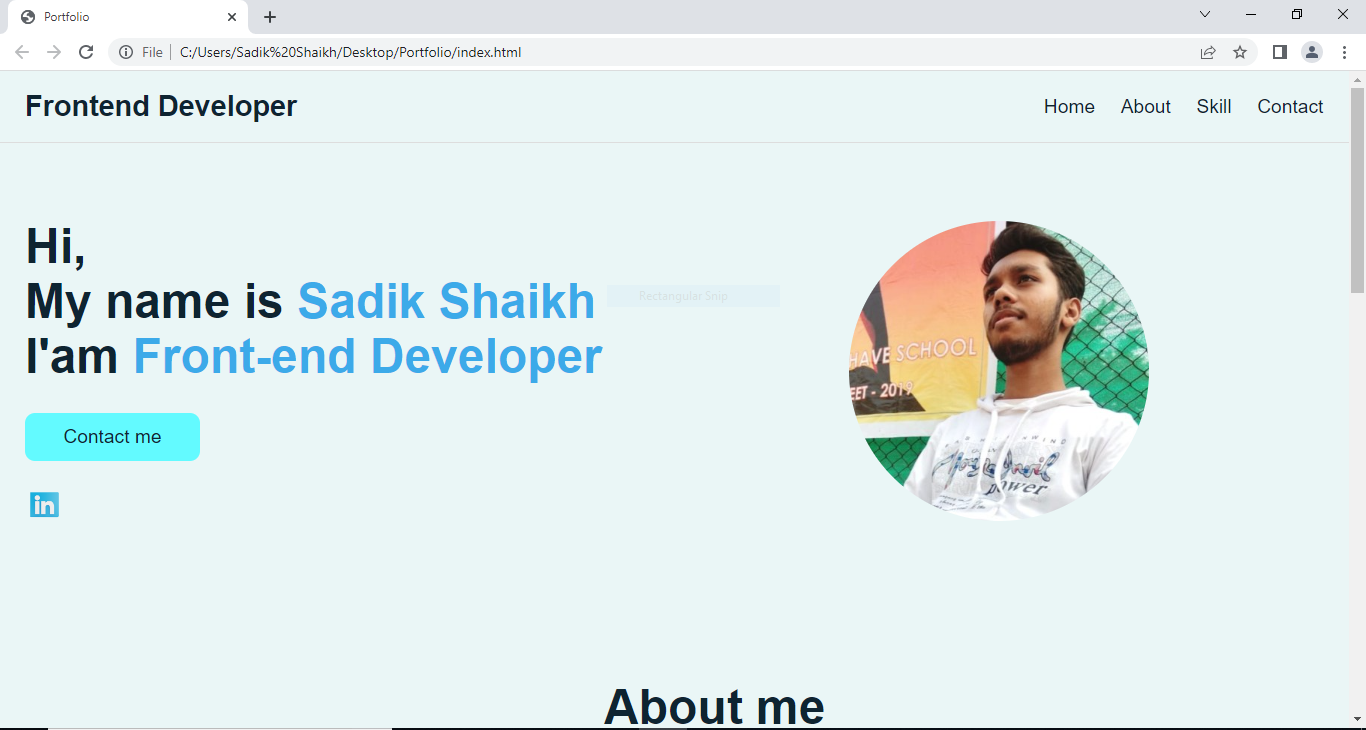 Portfolio
File
C:/Users/Sadik%20Shaikh/Desktop/Portfolio/index.html
Frontend Developer
Home About Skill Contact
Hi,
My name is Sadik Shaikh
I'am Front-end Developer
Rectangular Snip
HAVE SCHOOL
EET - 2019
power
Contact me
in
About me